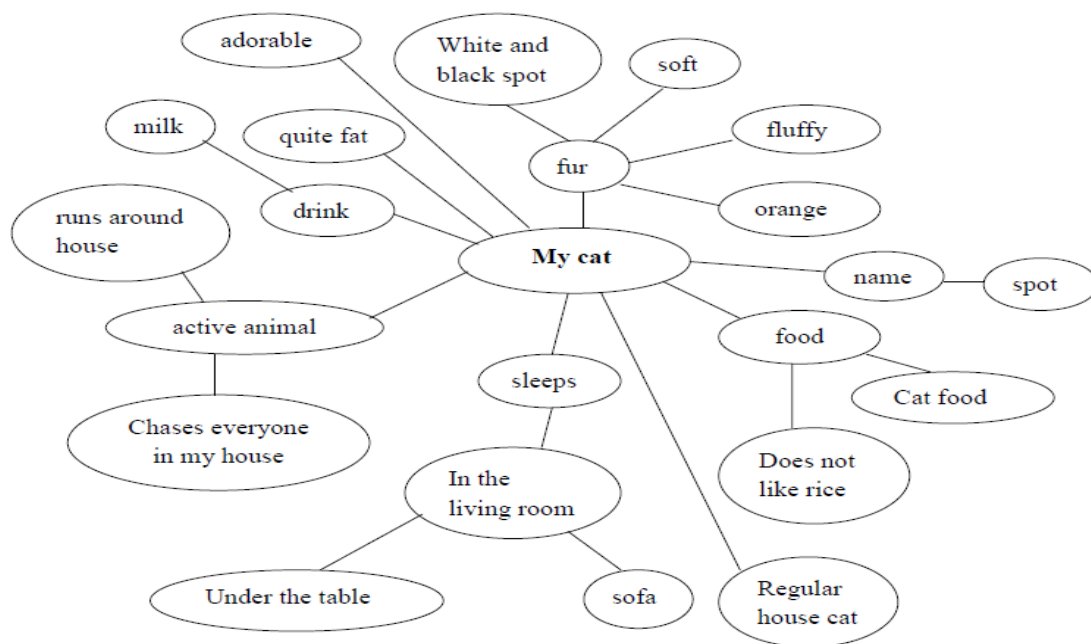 adorable
White and
black spot
soft
milk
quite fat
fluffy
fur
runs around
house
drink
orange
My cat
name
spot
active animal
food
sleeps
Cat food
Chases everyone
in my house
Does not
like rice
In the
living room
Under the table
sofa
Regular
house cat